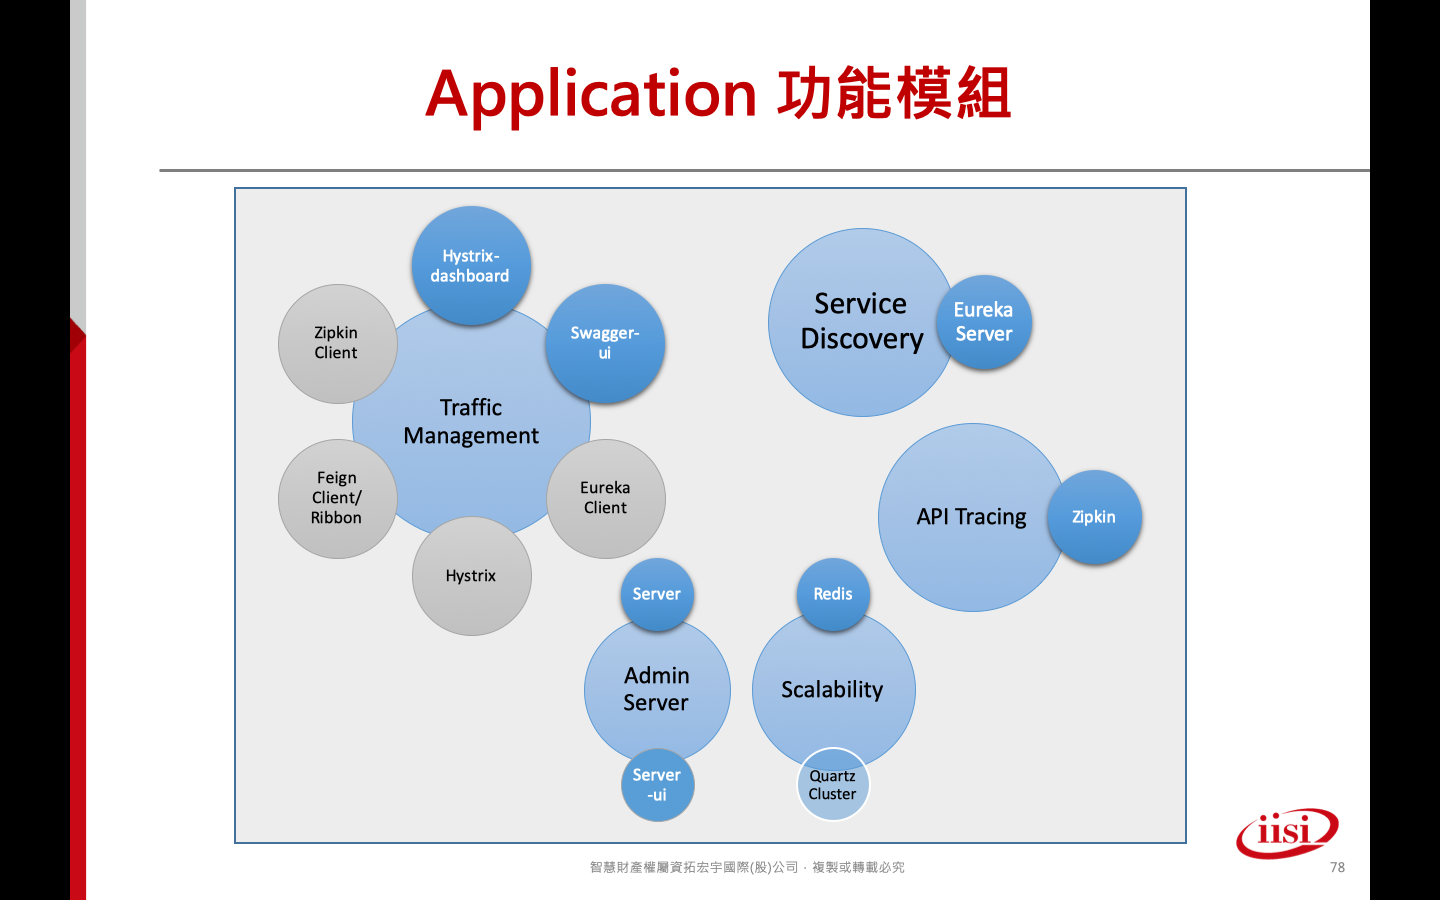 Application 功能模組
Hystrix-
dashboard
Zipkin
Client
Swagger-
ui
Traffic
Management
Feign
Client/
Ribbon
Eureka
Client
Hystrix
Service
Discovery
Eureka
Server
API Tracing
Zipkin
Server
Admin
Server
Server
-ui
Redis
Scalability
Quartz
Cluster
iisi
智慧財產權屬資拓宏宇國際(股)公司．複製或轉載必究
78